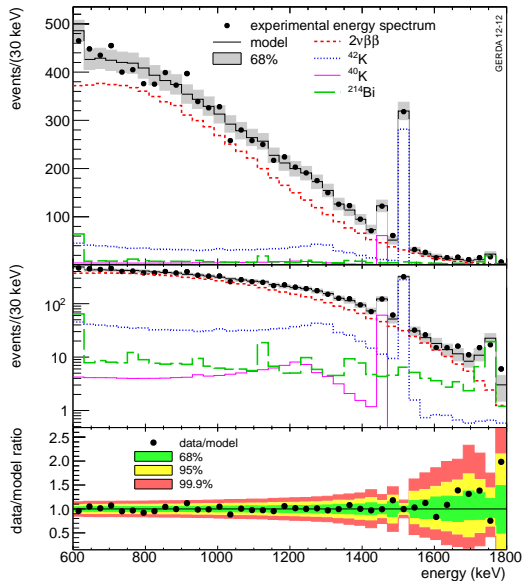 500
400
300
200
100
events/(30 keV)
experimental energy spectrum
model
68%
2νββ
⁴²K
⁴⁰K
²¹⁴Bi
GERDA 12-12
10²
10
1
events/(30 keV)
2.5
2.0
1.5
1.0
0.5
data/model ratio
data/model
68%
95%
99.9%
600 800 1000 1200 1400 1600 1800
energy (keV)